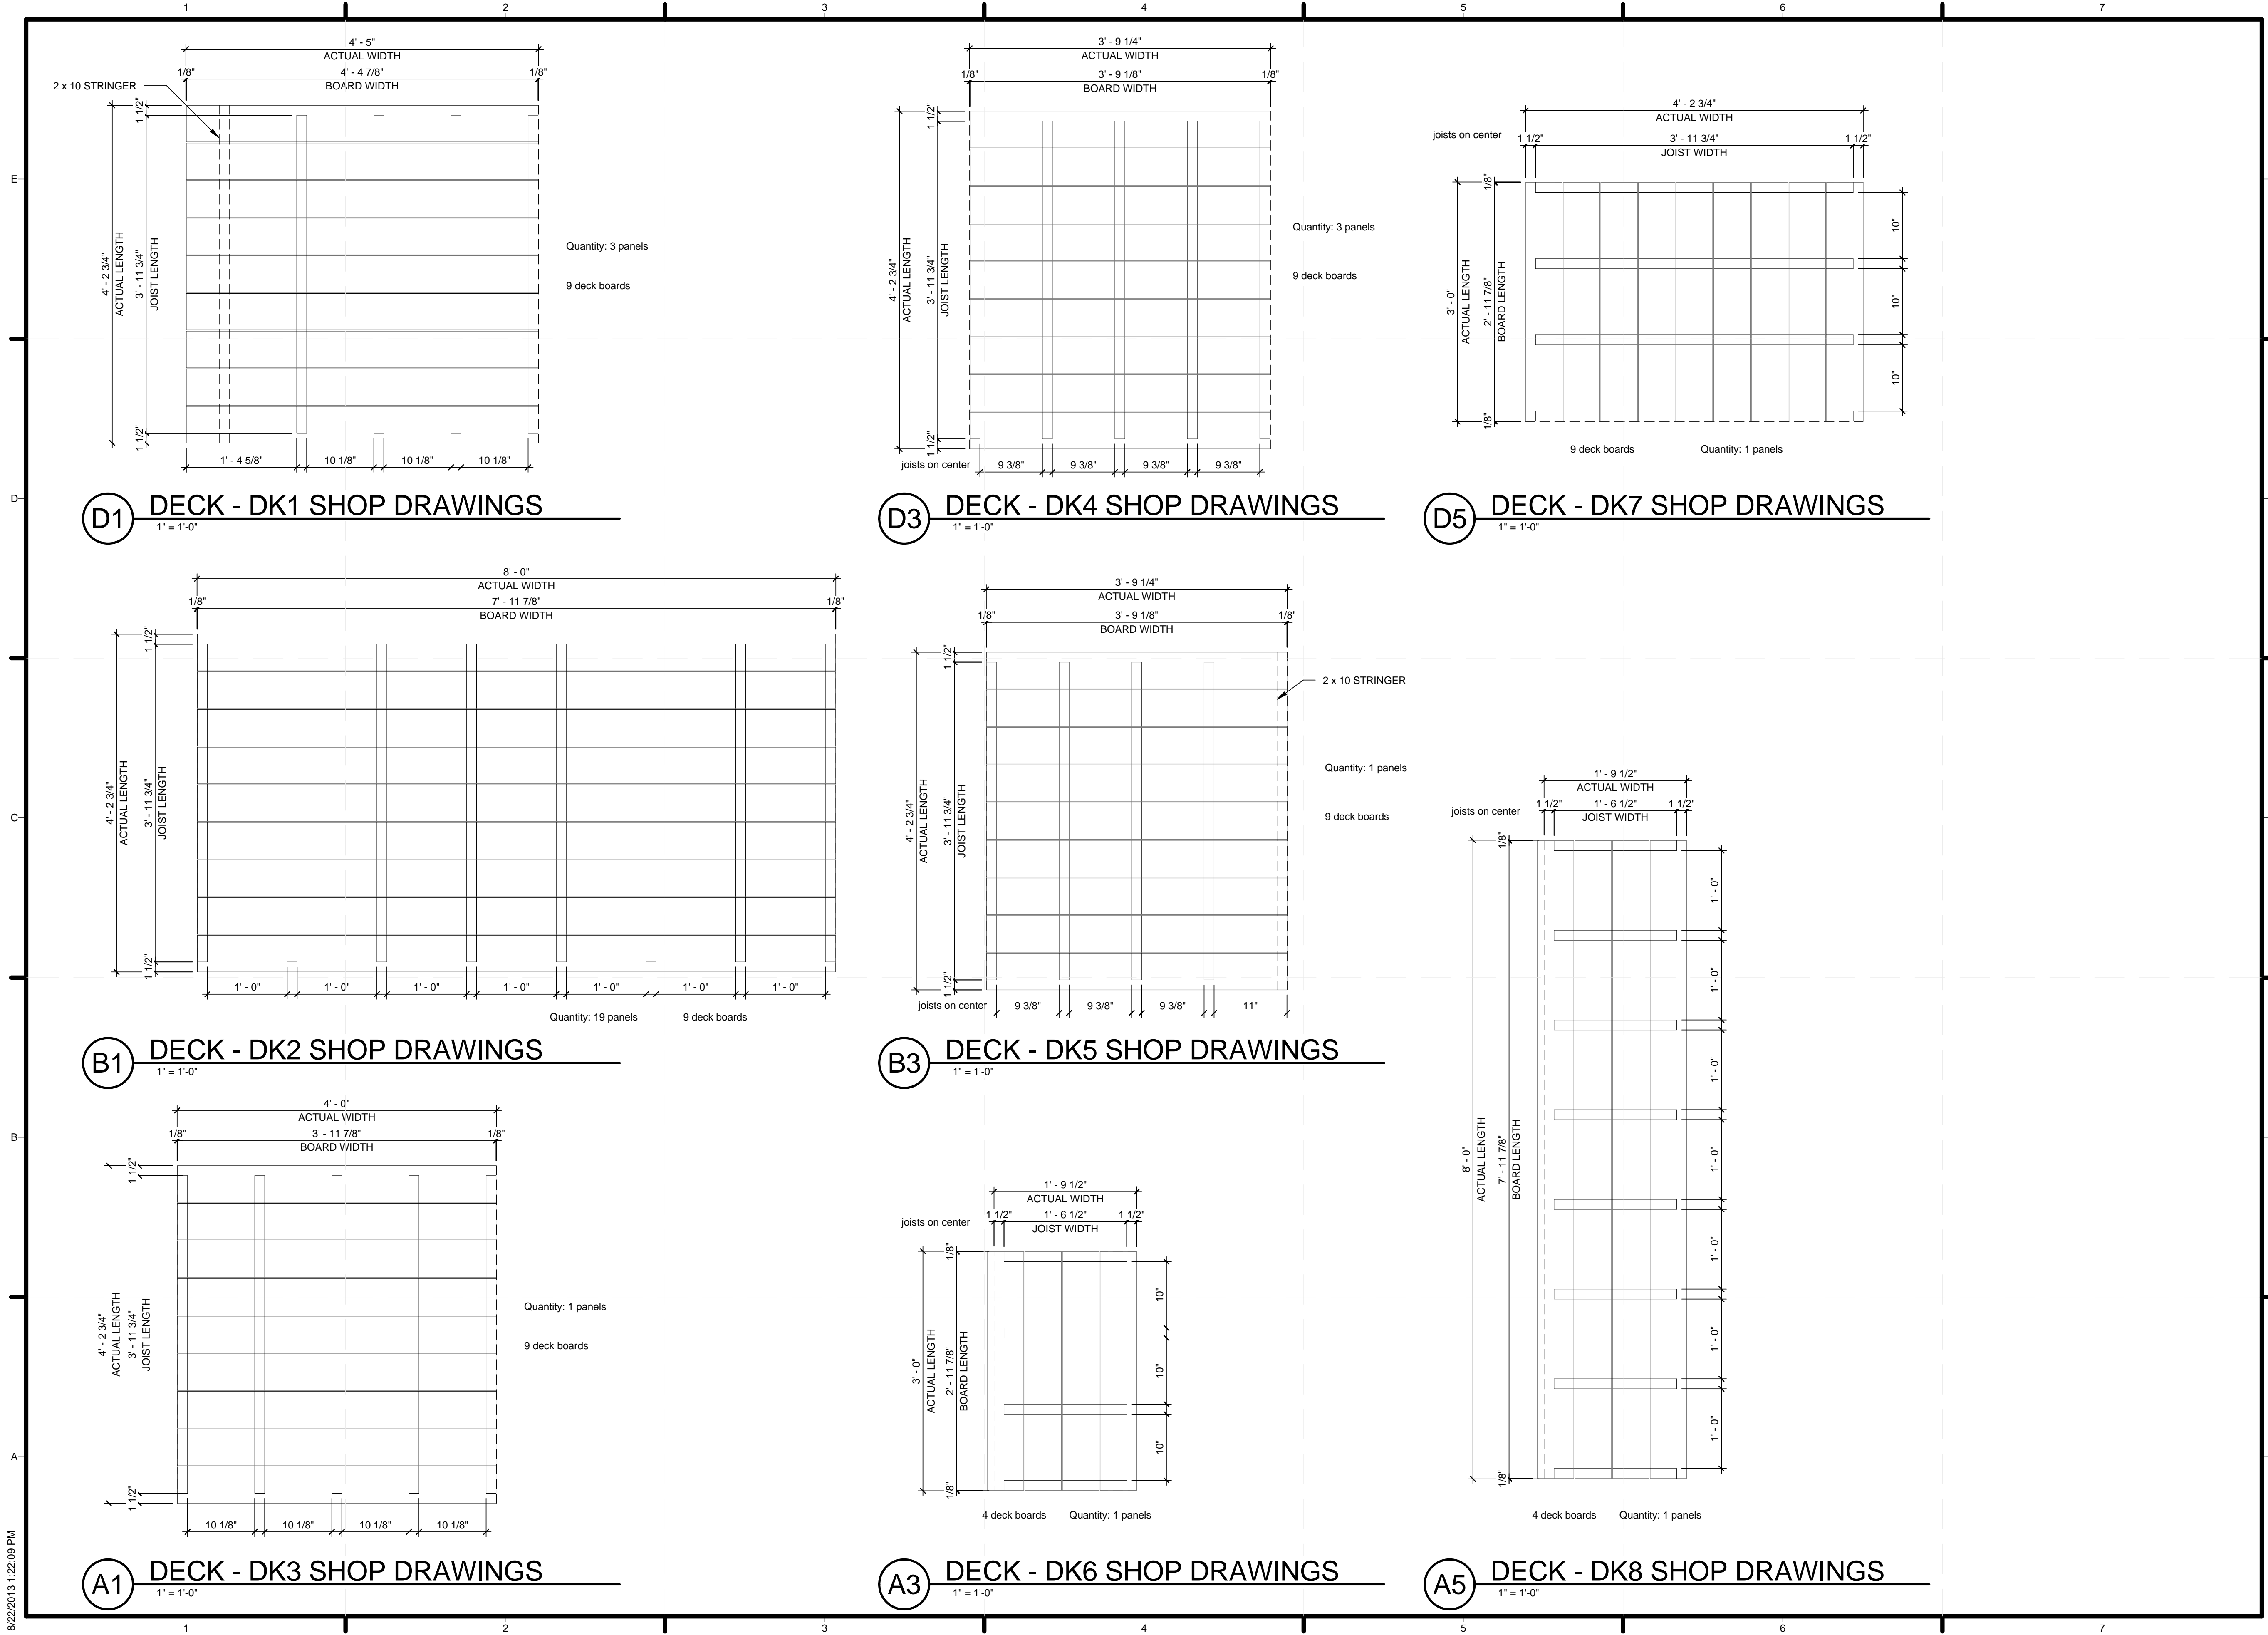 1 2 3 4 5 6 7
E
D
C
B
A
8/22/2013 1:22:09 PM
4' - 5"
ACTUAL WIDTH
1/8" 4' - 4 7/8" 1/8"
BOARD WIDTH
2 x 10 STRINGER
4' - 2 3/4"
ACTUAL LENGTH
1 1/2"
3' - 11 3/4"
JOIST LENGTH
1 1/2"
Quantity: 3 panels
9 deck boards
1' - 4 5/8" 10 1/8" 10 1/8" 10 1/8"
D1 DECK - DK1 SHOP DRAWINGS
1" = 1'-0"
3' - 9 1/4"
ACTUAL WIDTH
1/8" 3' - 9 1/8" 1/8"
BOARD WIDTH
4' - 2 3/4"
ACTUAL LENGTH
1 1/2"
3' - 11 3/4"
JOIST LENGTH
1 1/2"
Quantity: 3 panels
9 deck boards
joists on center 9 3/8" 9 3/8" 9 3/8" 9 3/8"
D3 DECK - DK4 SHOP DRAWINGS
1" = 1'-0"
4' - 2 3/4"
ACTUAL WIDTH
joists on center
1 1/2" 3' - 11 3/4" 1 1/2"
JOIST WIDTH
3' - 0"
ACTUAL LENGTH
1/8"
2' - 11 7/8"
BOARD LENGTH
1/8"
10"
10"
10"
9 deck boards Quantity: 1 panels
D5 DECK - DK7 SHOP DRAWINGS
1" = 1'-0"
8' - 0"
ACTUAL WIDTH
1/8" 7' - 11 7/8" 1/8"
BOARD WIDTH
4' - 2 3/4"
ACTUAL LENGTH
1 1/2"
3' - 11 3/4"
JOIST LENGTH
1 1/2"
1' - 0" 1' - 0" 1' - 0" 1' - 0" 1' - 0" 1' - 0" 1' - 0"
Quantity: 19 panels 9 deck boards
B1 DECK - DK2 SHOP DRAWINGS
1" = 1'-0"
3' - 9 1/4"
ACTUAL WIDTH
1/8" 3' - 9 1/8" 1/8"
BOARD WIDTH
2 x 10 STRINGER
4' - 2 3/4"
ACTUAL LENGTH
1 1/2"
3' - 11 3/4"
JOIST LENGTH
1 1/2"
Quantity: 1 panels
9 deck boards
joists on center 9 3/8" 9 3/8" 9 3/8" 11"
B3 DECK - DK5 SHOP DRAWINGS
1" = 1'-0"
4' - 0"
ACTUAL WIDTH
1/8" 3' - 11 7/8" 1/8"
BOARD WIDTH
4' - 2 3/4"
ACTUAL LENGTH
1 1/2"
3' - 11 3/4"
JOIST LENGTH
1 1/2"
Quantity: 1 panels
9 deck boards
10 1/8" 10 1/8" 10 1/8" 10 1/8"
A1 DECK - DK3 SHOP DRAWINGS
1" = 1'-0"
1' - 9 1/2"
ACTUAL WIDTH
joists on center
1 1/2" 1' - 6 1/2" 1 1/2"
JOIST WIDTH
3' - 0"
ACTUAL LENGTH
1/8"
2' - 11 7/8"
BOARD LENGTH
1/8"
10"
10"
10"
4 deck boards Quantity: 1 panels
A3 DECK - DK6 SHOP DRAWINGS
1" = 1'-0"
1' - 9 1/2"
ACTUAL WIDTH
joists on center
1 1/2" 1' - 6 1/2" 1 1/2"
JOIST WIDTH
8' - 0"
ACTUAL LENGTH
1/8"
7' - 11 7/8"
BOARD LENGTH
1/8"
1' - 0"
1' - 0"
1' - 0"
1' - 0"
1' - 0"
1' - 0"
1' - 0"
4 deck boards Quantity: 1 panels
A5 DECK - DK8 SHOP DRAWINGS
1" = 1'-0"
1 2 3 4 5 6 7